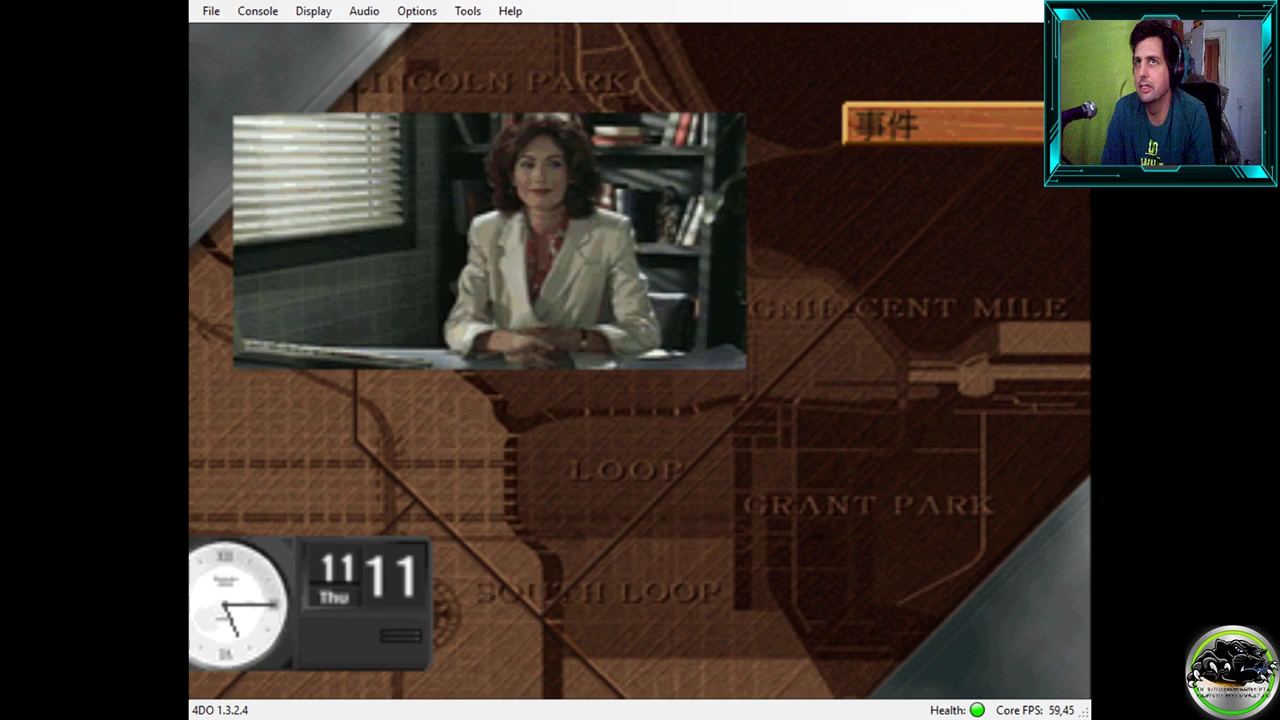 File Console Display Audio Options Tools Help
LINCOLN PARK
事件
GNIFICENT MILE
LOOP
GRANT PARK
SOUTH LOOP
11 11
Thu
4DO 1.3.2.4
Health: Core FPS: 59,45